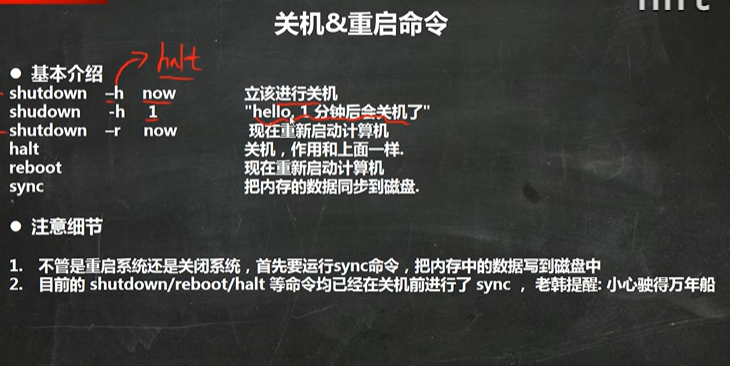 关机&重启命令
halt
● 基本介绍
shutdown –h now 立该进行关机
shudown -h 1 "hello, 1 分钟后会关机了"
shutdown –r now 现在重新启动计算机
halt 关机，作用和上面一样.
reboot 现在重新启动计算机
sync 把内存的数据同步到磁盘.
● 注意细节
1. 不管是重启系统还是关闭系统，首先要运行sync命令，把内存中的数据写到磁盘中
2. 目前的 shutdown/reboot/halt 等命令均已经在关机前进行了 sync ， 老韩提醒: 小心驶得万年船